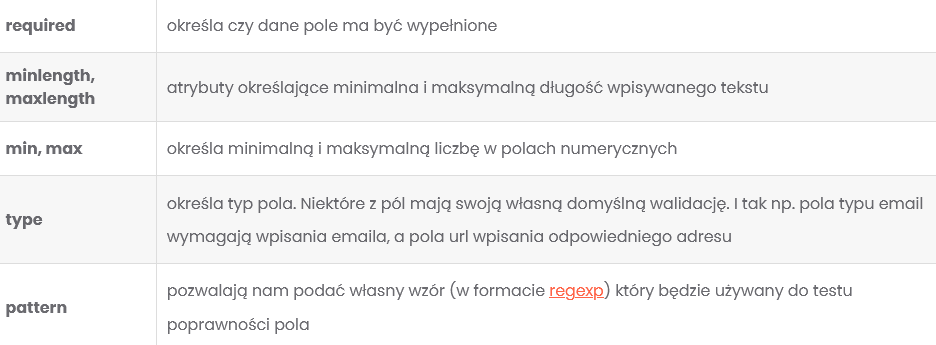 required
określa czy dane pole ma być wypełnione
minlength,
maxlength
atrybuty określające minimalna i maksymalną długość wpisywanego tekstu
min, max
określa minimalną i maksymalną liczbę w polach numerycznych
type
określa typ pola. Niektóre z pól mają swoją własną domyślną walidację. I tak np. pola typu email
wymagają wpisania emaila, a pola url wpisania odpowiedniego adresu
pattern
pozwalają nam podać własny wzór (w formacie regexp) który będzie używany do testu
poprawności pola